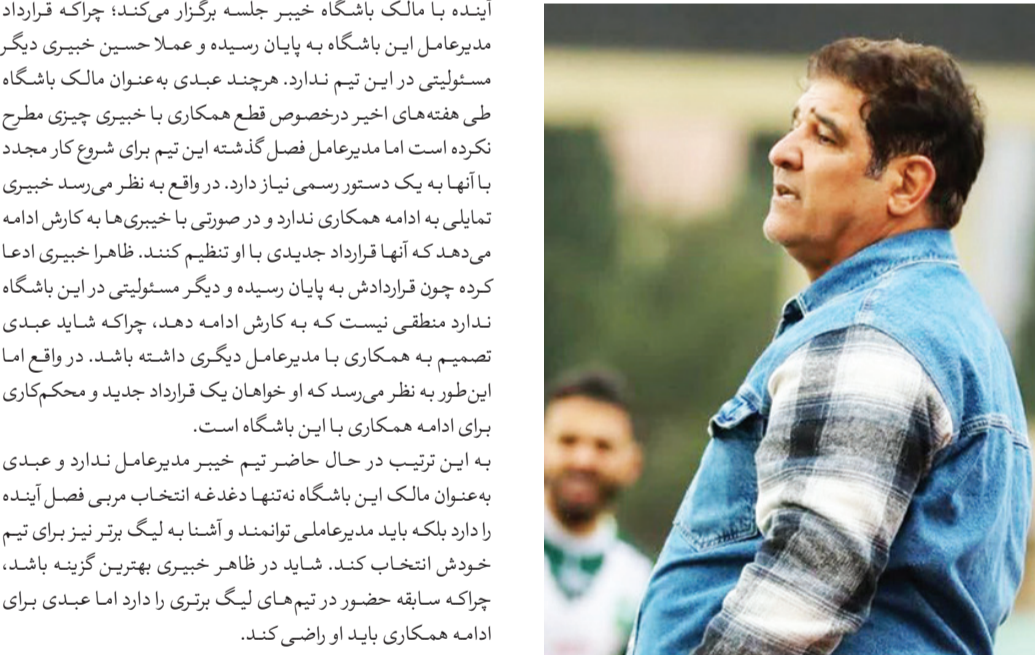 آینده با مالک باشگاه خیبر جلسه برگزار می‌کند؛ چراکه قرارداد
مدیرعامل این باشگاه به پایان رسیده و عملا حسین خبیری دیگر
مسئولیتی در این تیم ندارد. هرچند عبدی به‌عنوان مالک باشگاه
طی هفته‌های اخیر درخصوص قطع همکاری با خبیری چیزی مطرح
نکرده است اما مدیرعامل فصل گذشته این تیم برای شروع کار مجدد
با آنها به یک دستور رسمی نیاز دارد. در واقع به نظر می‌رسد خبیری
تمایلی به ادامه همکاری ندارد و در صورتی با خیبری‌ها به کارش ادامه
می‌دهد که آنها قرارداد جدیدی با او تنظیم کنند. ظاهرا خبیری ادعا
کرده چون قراردادش به پایان رسیده و دیگر مسئولیتی در این باشگاه
ندارد منطقی نیست که به کارش ادامه دهد، چراکه شاید عبدی
تصمیم به همکاری با مدیرعامل دیگری داشته باشد. در واقع اما
این‌طور به نظر می‌رسد که او خواهان یک قرارداد جدید و محکم‌کاری
برای ادامه همکاری با این باشگاه است.
به این ترتیب در حال حاضر تیم خیبر مدیرعامل ندارد و عبدی
به‌عنوان مالک این باشگاه نه‌تنها دغدغه انتخاب مربی فصل آینده
را دارد بلکه باید مدیرعاملی توانمند و آشنا به لیگ برتر نیز برای تیم
خودش انتخاب کند. شاید در ظاهر خبیری بهترین گزینه باشد،
چراکه سابقه حضور در تیم‌های لیگ برتری را دارد اما عبدی برای
ادامه همکاری باید او راضی کند.